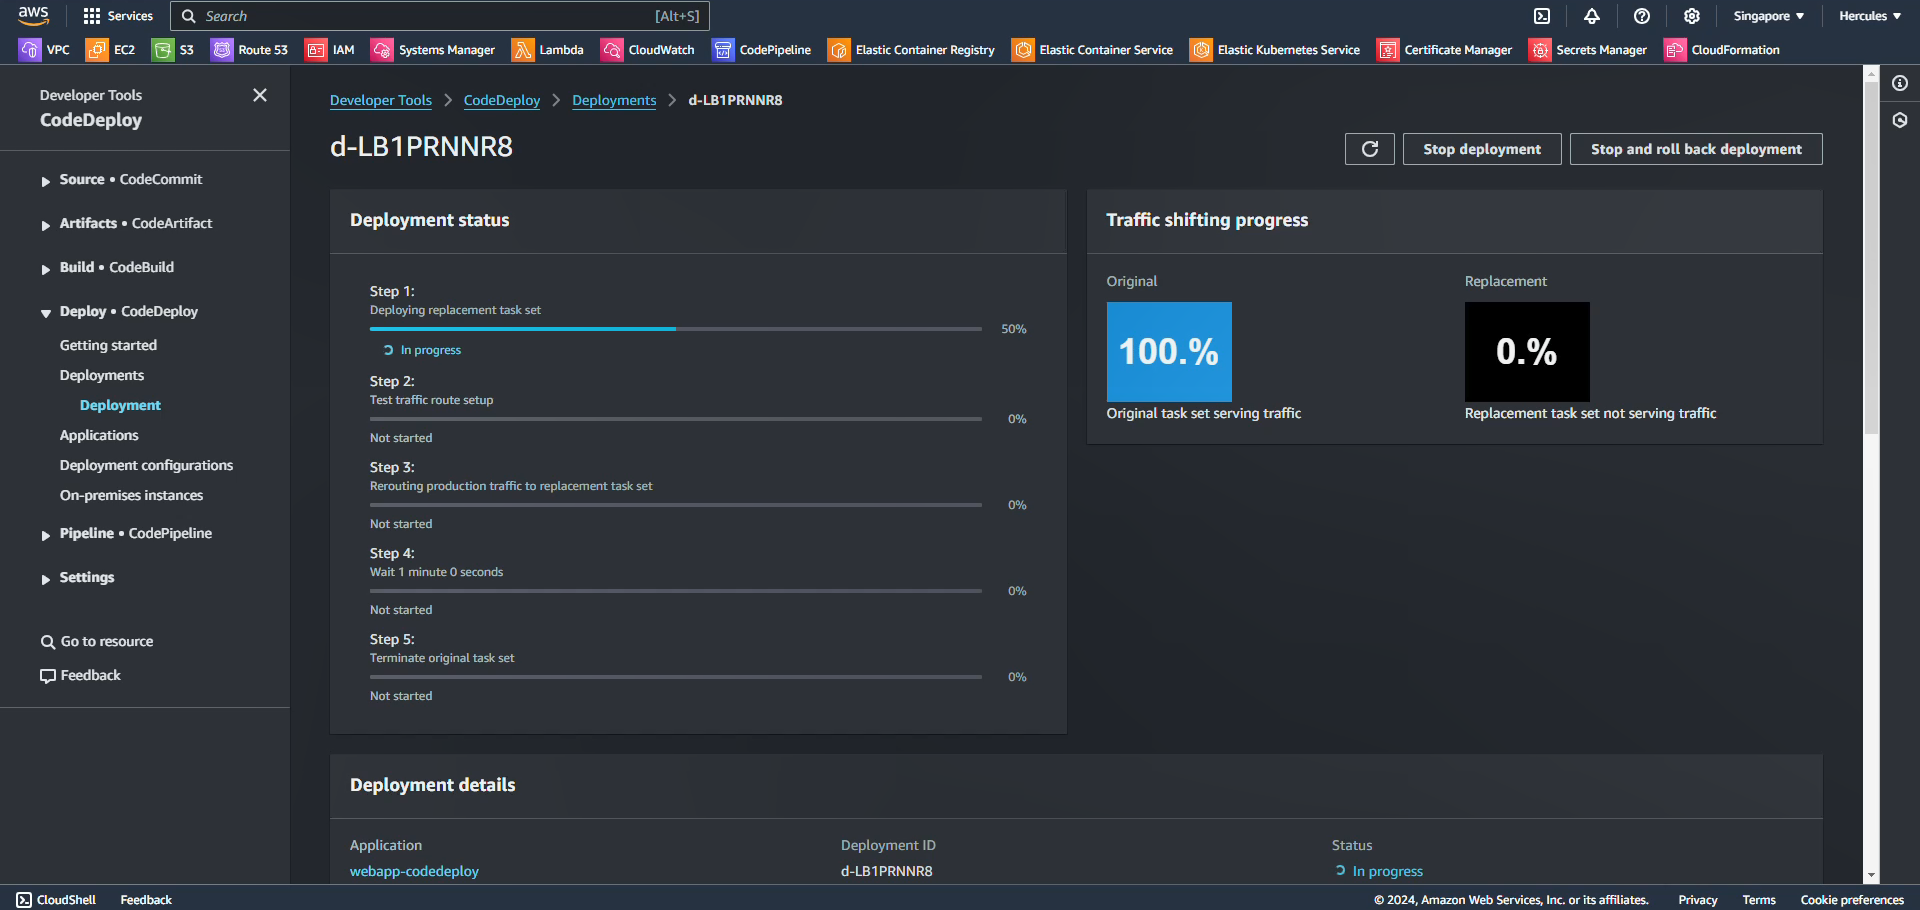 aws Services Search [Alt+S] Singapore ▼ Hercules ▼
VPC EC2 S3 Route 53 IAM Systems Manager Lambda CloudWatch CodePipeline Elastic Container Registry Elastic Container Service Elastic Kubernetes Service Certificate Manager Secrets Manager CloudFormation
Developer Tools
CodeDeploy
Source • CodeCommit
Artifacts • CodeArtifact
Build • CodeBuild
Deploy • CodeDeploy
Getting started
Deployments
Deployment
Applications
Deployment configurations
On-premises instances
Pipeline • CodePipeline
Settings
Go to resource
Feedback
Developer Tools > CodeDeploy > Deployments > d-LB1PRNNR8
d-LB1PRNNR8
Stop deployment Stop and roll back deployment
Deployment status
Step 1:
Deploying replacement task set
50%
In progress
Step 2:
Test traffic route setup
0%
Not started
Step 3:
Rerouting production traffic to replacement task set
0%
Not started
Step 4:
Wait 1 minute 0 seconds
0%
Not started
Step 5:
Terminate original task set
0%
Not started
Traffic shifting progress
Original
100.%
Original task set serving traffic
Replacement
0.%
Replacement task set not serving traffic
Deployment details
Application
webapp-codedeploy
Deployment ID
d-LB1PRNNR8
Status
In progress
CloudShell Feedback © 2024, Amazon Web Services, Inc. or its affiliates. Privacy Terms Cookie preferences